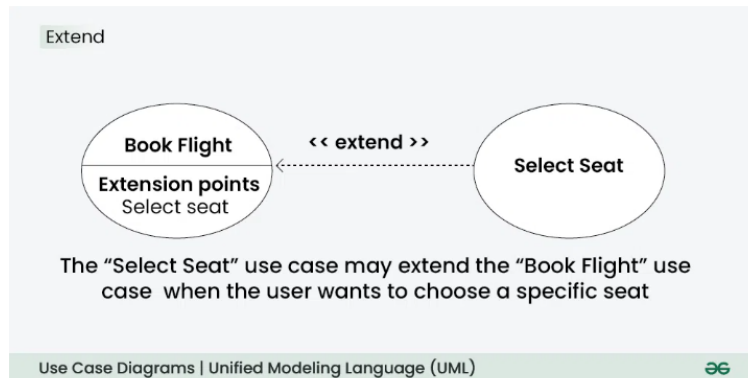 Extend
Book Flight
Extension points
Select seat
<< extend >>
Select Seat
The “Select Seat” use case may extend the “Book Flight” use
case when the user wants to choose a specific seat
Use Case Diagrams | Unified Modeling Language (UML)